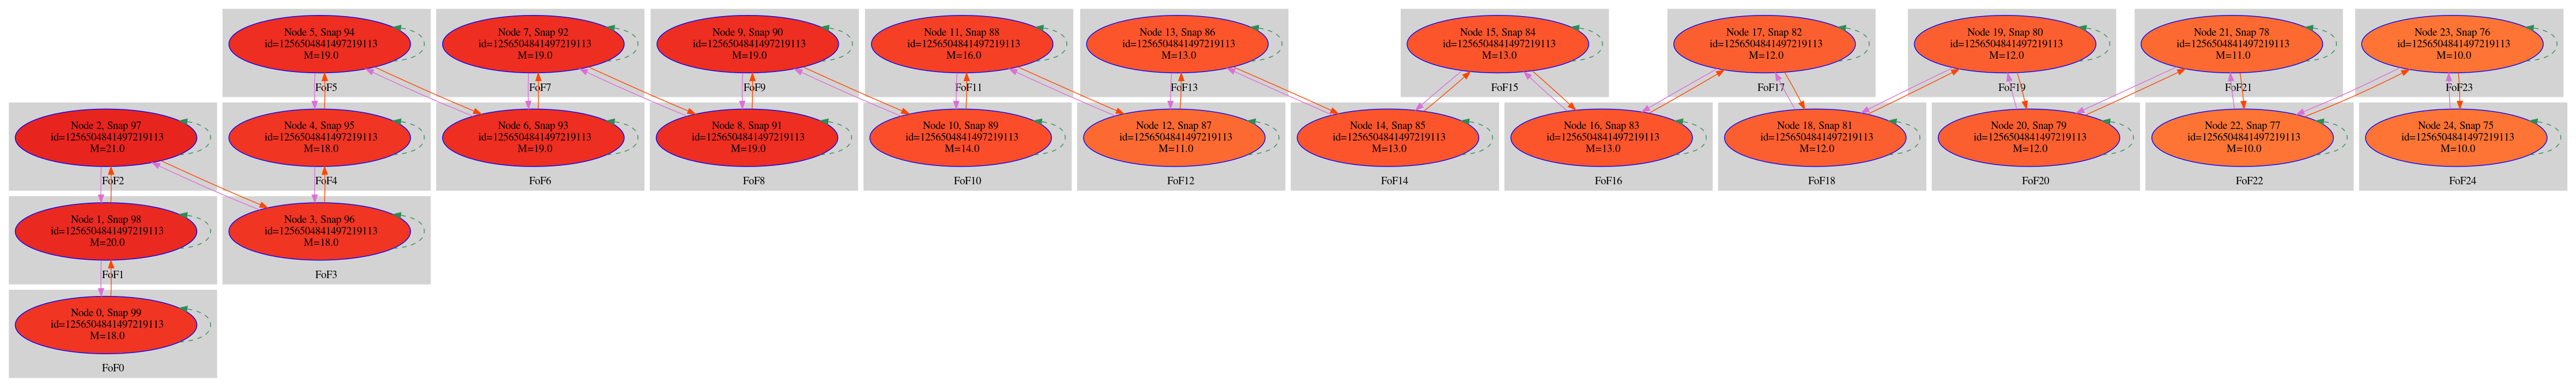 Node 5, Snap 94
id=1256504841497219113
M=19.0
FoF5
Node 7, Snap 92
id=1256504841497219113
M=19.0
FoF7
Node 9, Snap 90
id=1256504841497219113
M=19.0
FoF9
Node 11, Snap 88
id=1256504841497219113
M=16.0
FoF11
Node 13, Snap 86
id=1256504841497219113
M=13.0
FoF13
Node 15, Snap 84
id=1256504841497219113
M=13.0
FoF15
Node 17, Snap 82
id=1256504841497219113
M=12.0
FoF17
Node 19, Snap 80
id=1256504841497219113
M=12.0
FoF19
Node 21, Snap 78
id=1256504841497219113
M=11.0
FoF21
Node 23, Snap 76
id=1256504841497219113
M=10.0
FoF23
Node 2, Snap 97
id=1256504841497219113
M=21.0
FoF2
Node 4, Snap 95
id=1256504841497219113
M=18.0
FoF4
Node 6, Snap 93
id=1256504841497219113
M=19.0
FoF6
Node 8, Snap 91
id=1256504841497219113
M=19.0
FoF8
Node 10, Snap 89
id=1256504841497219113
M=14.0
FoF10
Node 12, Snap 87
id=1256504841497219113
M=11.0
FoF12
Node 14, Snap 85
id=1256504841497219113
M=13.0
FoF14
Node 16, Snap 83
id=1256504841497219113
M=13.0
FoF16
Node 18, Snap 81
id=1256504841497219113
M=12.0
FoF18
Node 20, Snap 79
id=1256504841497219113
M=12.0
FoF20
Node 22, Snap 77
id=1256504841497219113
M=10.0
FoF22
Node 24, Snap 75
id=1256504841497219113
M=10.0
FoF24
Node 1, Snap 98
id=1256504841497219113
M=20.0
FoF1
Node 3, Snap 96
id=1256504841497219113
M=18.0
FoF3
Node 0, Snap 99
id=1256504841497219113
M=18.0
FoF0